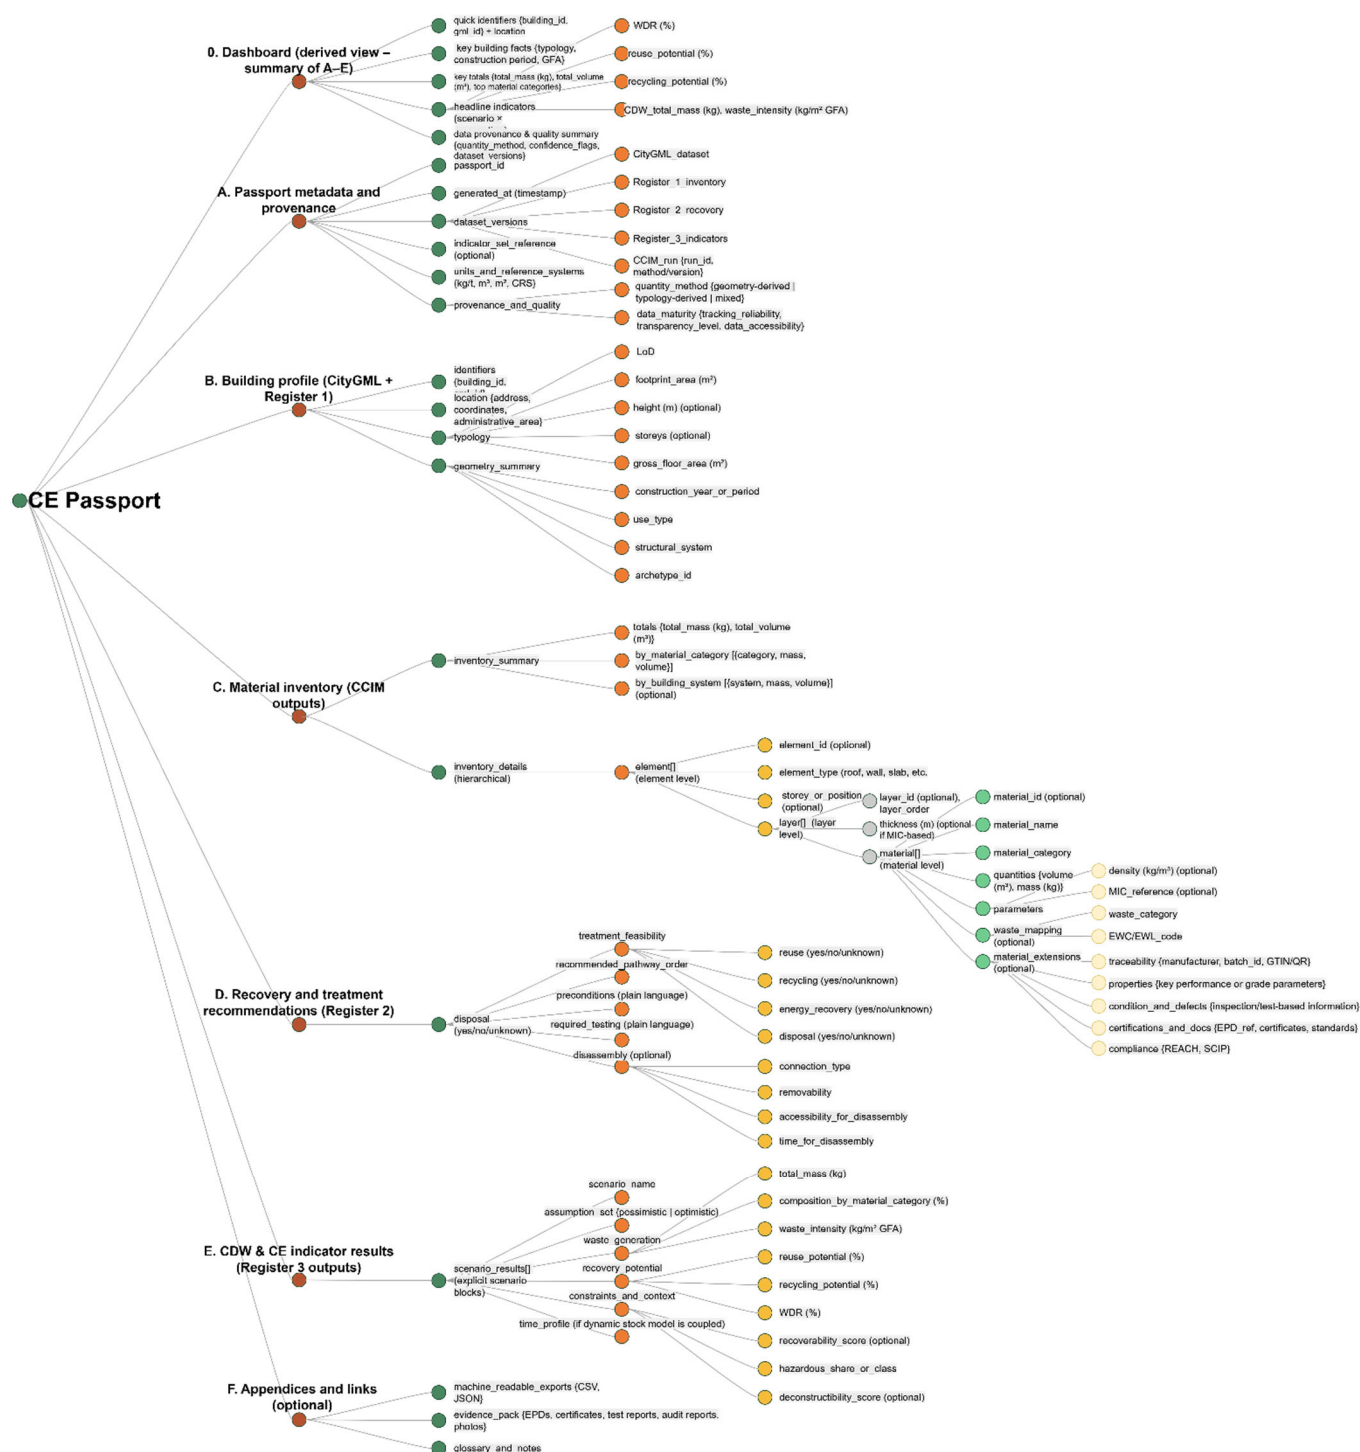 CE Passport
0. Dashboard (derived view –
summary of A–E)
quick identifiers {building_id,
gml_id} + location
key building facts {typology,
construction period, GFA}
key totals {total_mass (kg), total_volume
(m³), top material categories}
headline indicators
(scenario ×
data provenance & quality summary
{quantity_method, confidence_flags,
dataset_versions}
WDR (%)
reuse_potential (%)
recycling_potential (%)
CDW_total_mass (kg), waste_intensity (kg/m² GFA)
A. Passport metadata and
provenance
passport_id
generated_at (timestamp)
dataset_versions
indicator_set_reference
(optional)
units_and_reference_systems
(kg/t, m³, m², CRS}
provenance_and_quality
CityGML_dataset
Register_1_inventory
Register_2_recovery
Register_3_indicators
CCIM_run {run_id,
method/version}
quantity_method {geometry-derived |
typology-derived | mixed}
data_maturity {tracking_reliability,
transparency_level, data_accessibility}
B. Building profile (CityGML +
Register 1)
identifiers
{building_id,
location {address,
coordinates,
administrative_area}
typology
geometry_summary
LoD
footprint_area (m²)
height (m) (optional)
storeys (optional)
gross_floor_area (m²)
construction_year_or_period
use_type
structural_system
archetype_id
C. Material inventory (CCIM
outputs)
inventory_summary
totals {total_mass (kg), total_volume
(m³)}
by_material_category [{category, mass,
volume}]
by_building_system [{system, mass, volume}]
(optional)
inventory_details
(hierarchical)
element[]
(element level)
element_id (optional)
element_type (roof, wall, slab, etc.
storey_or_position
(optional)
layer[] (layer
level)
layer_id (optional),
layer_order
thickness (m) (optional
if MIC-based)
material[]
(material level)
material_id (optional)
material_name
material_category
quantities {volume
(m³), mass (kg)}
parameters
waste_mapping
(optional)
material_extensions
(optional)
density (kg/m³) (optional)
MIC_reference (optional)
waste_category
EWC/EWL_code
traceability {manufacturer, batch_id, GTIN/QR}
properties {key performance or grade parameters}
condition_and_defects {inspection/test-based information}
certifications_and_docs {EPD_ref, certificates, standards}
compliance {REACH, SCIP}
D. Recovery and treatment
recommendations (Register 2)
disposal
(yes/no/unknown)
treatment_feasibility
recommended_pathway_order
preconditions (plain language)
required_testing (plain language)
disassembly (optional)
reuse (yes/no/unknown)
recycling (yes/no/unknown)
energy_recovery (yes/no/unknown)
disposal (yes/no/unknown)
connection_type
removability
accessibility_for_disassembly
time_for_disassembly
E. CDW & CE indicator results
(Register 3 outputs)
scenario_results[]
(explicit scenario
blocks)
scenario_name
assumption_set {pessimistic | optimistic}
waste_generation
recovery_potential
constraints_and_context
time_profile (if dynamic stock model is coupled)
total_mass (kg)
composition_by_material_category (%)
waste_intensity (kg/m² GFA)
reuse_potential (%)
recycling_potential (%)
WDR (%)
recoverability_score (optional)
hazardous_share_or_class
deconstructibility_score (optional)
F. Appendices and links
(optional)
machine_readable_exports {CSV,
JSON}
evidence_pack {EPDs, certificates, test reports, audit reports,
photos}
glossary_and_notes